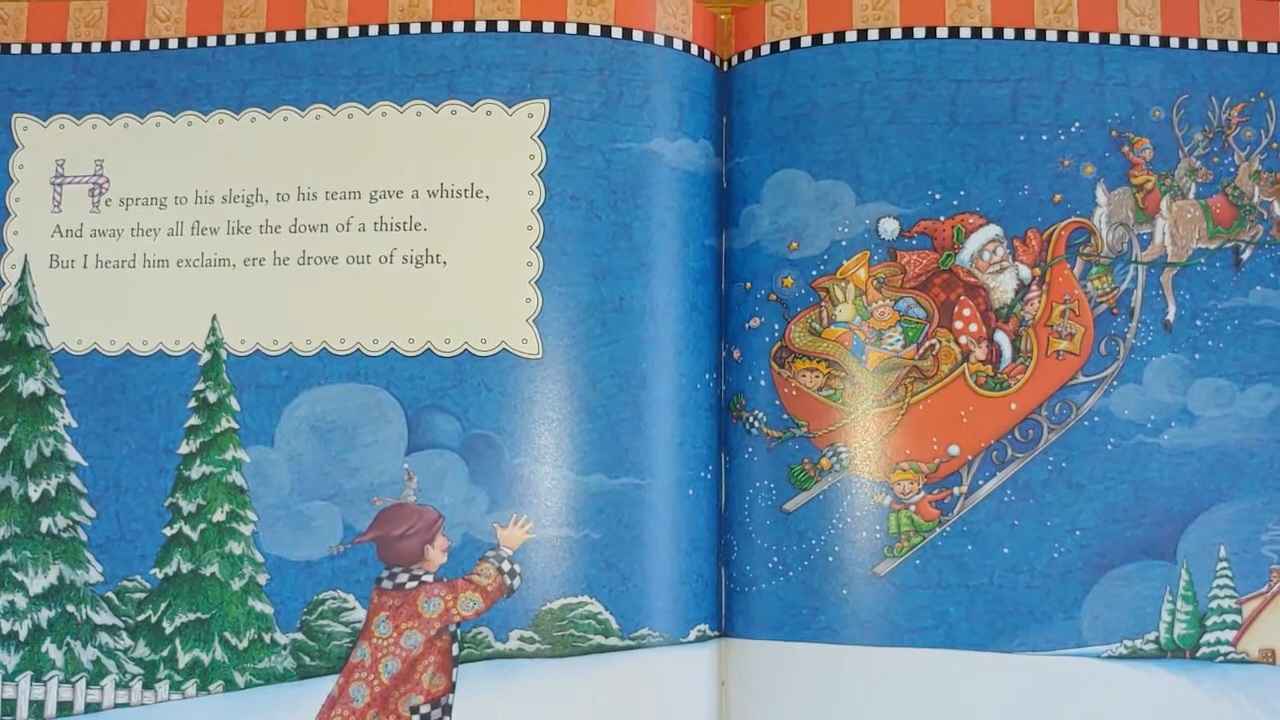 He sprang to his sleigh, to his team gave a whistle,
And away they all flew like the down of a thistle.
But I heard him exclaim, ere he drove out of sight,
S